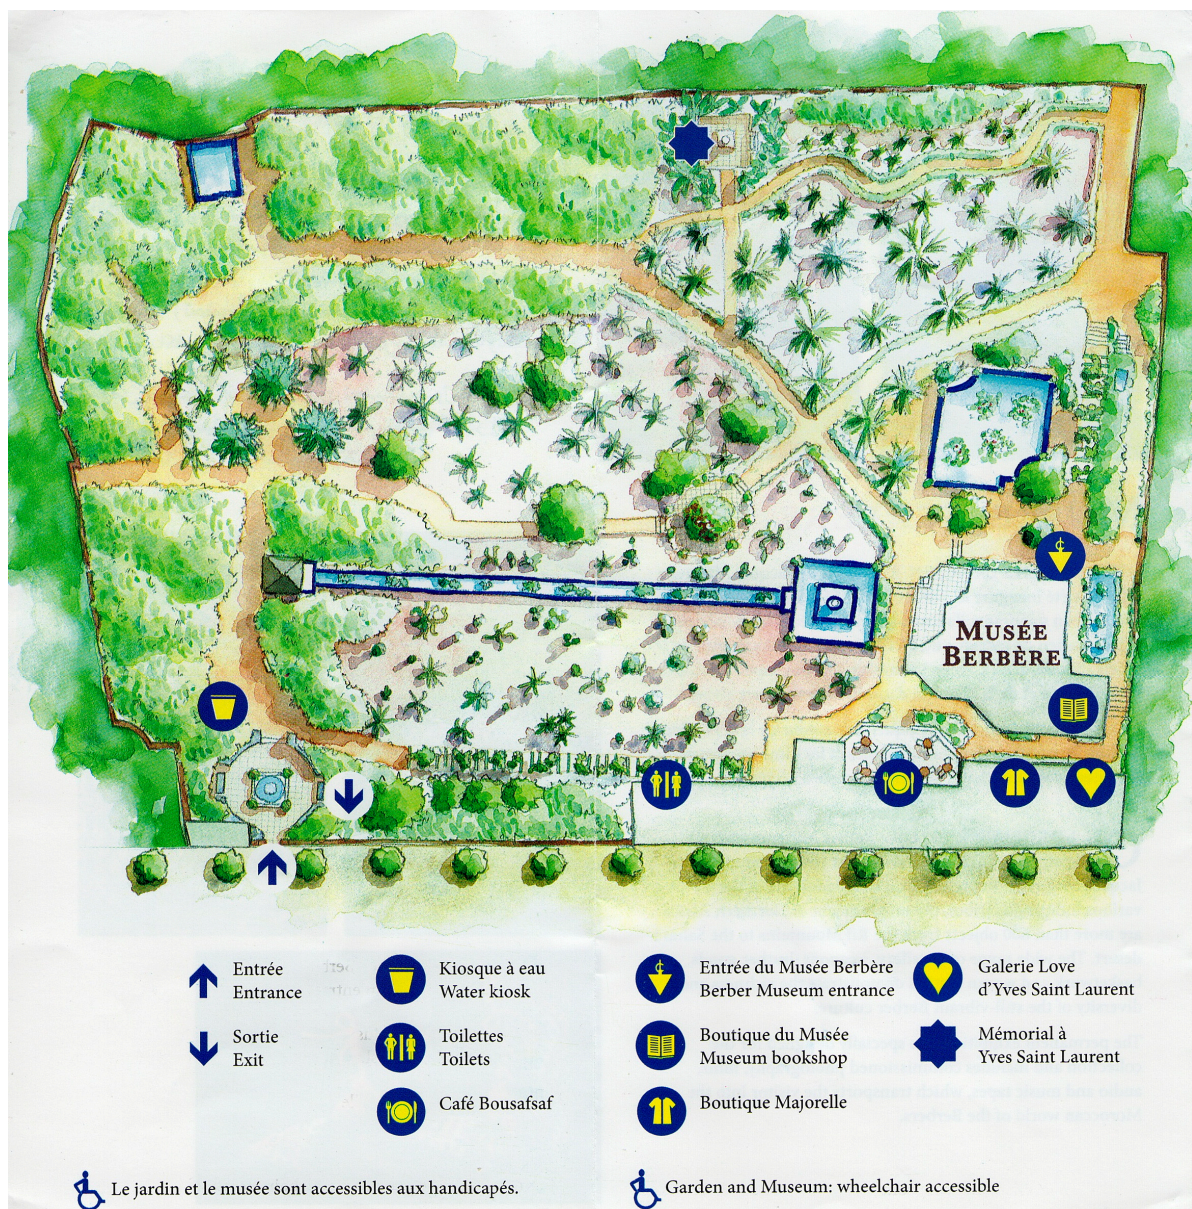 MUSÉE
BERBÈRE
Entrée
Entrance
Sortie
Exit
Kiosque à eau
Water kiosk
Toilettes
Toilets
Café Bousafsaf
Entrée du Musée Berbère
Berber Museum entrance
Boutique du Musée
Museum bookshop
Boutique Majorelle
Galerie Love
d'Yves Saint Laurent
Mémorial à
Yves Saint Laurent
Le jardin et le musée sont accessibles aux handicapés.
Garden and Museum: wheelchair accessible